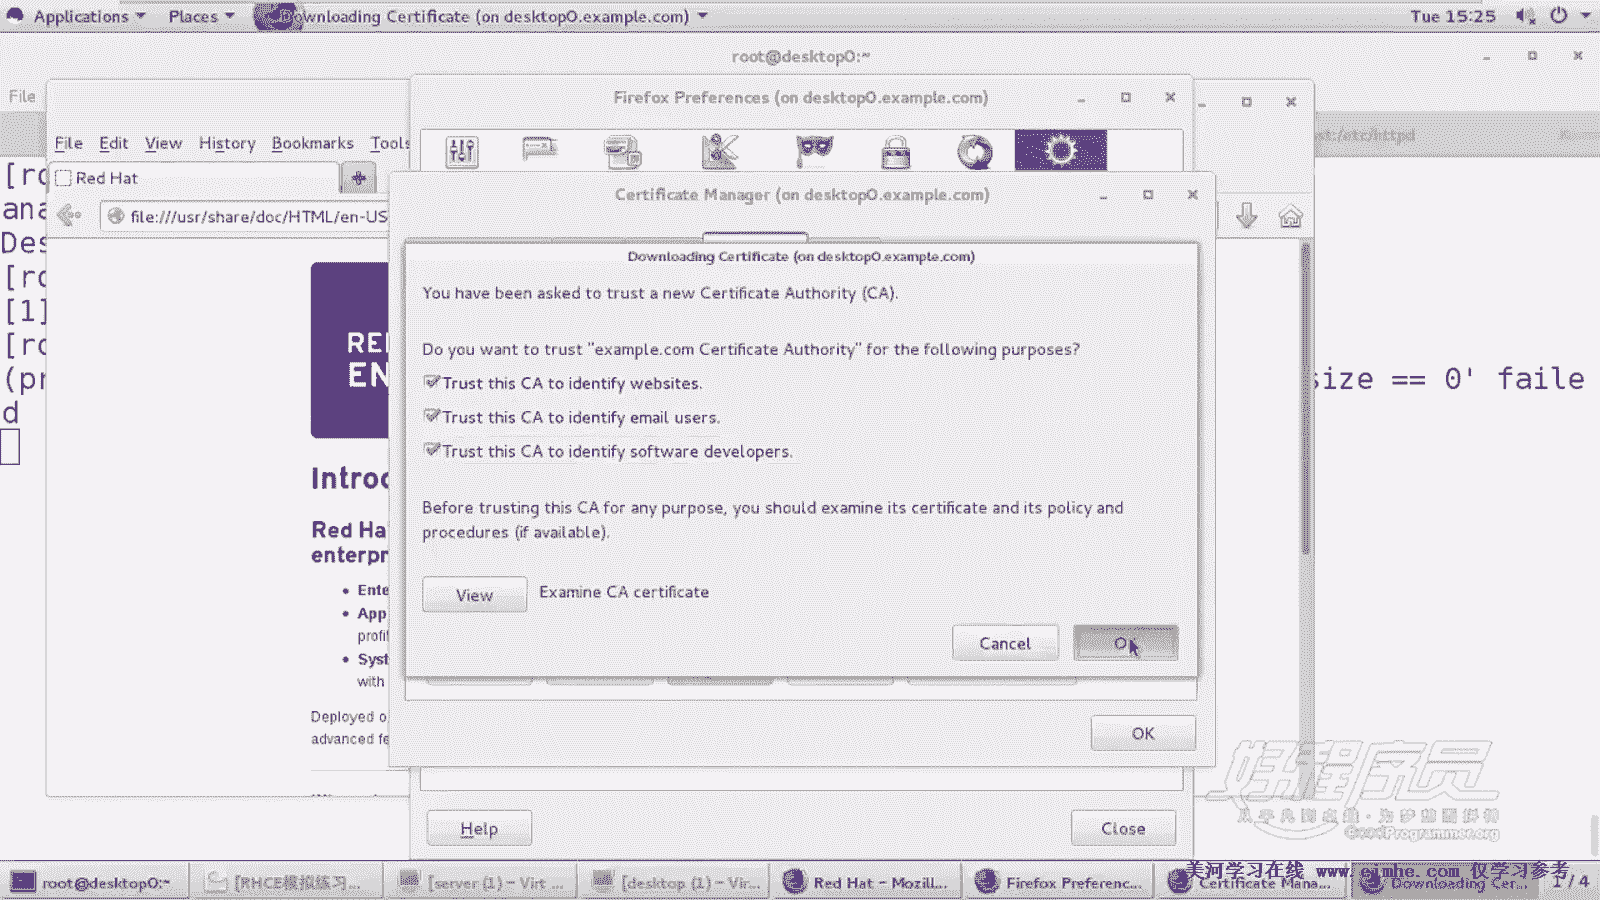 Applications Places Downloading Certificate (on desktop0.example.com) Tue 15:25
root@desktop0:~
File
Firefox Preferences (on desktop0.example.com)
File Edit View History Bookmarks Tools
Red Hat
Certificate Manager (on desktop0.example.com)
file:///usr/share/doc/HTML/en-US
Downloading Certificate (on desktop0.example.com)
You have been asked to trust a new Certificate Authority (CA).
Do you want to trust "example.com Certificate Authority" for the following purposes?
Trust this CA to identify websites.
Trust this CA to identify email users.
Trust this CA to identify software developers.
Before trusting this CA for any purpose, you should examine its certificate and its policy and
procedures (if available).
View Examine CA certificate
Cancel OK
OK
Help Close
[ro
ana
Des
[ro
[1]
[ro
(pr size == 0' faile
d
RE
EN
Introd
Red Ha
enterpr
• Ente
• App
profi
• Syst
with
Deployed o
advanced fe
st:/etc/httpd
好程序员
GoodProgrammer.org
root@desktop0:~ [RHCE模拟练习... [server (1) – Virt ... [desktop (1) – Vir... Red Hat – Mozill... Firefox Preferenc... Certificate Mana... Downloading Cer... 1 / 4
美河学习在线 www.eimhe.com 仅学习参考